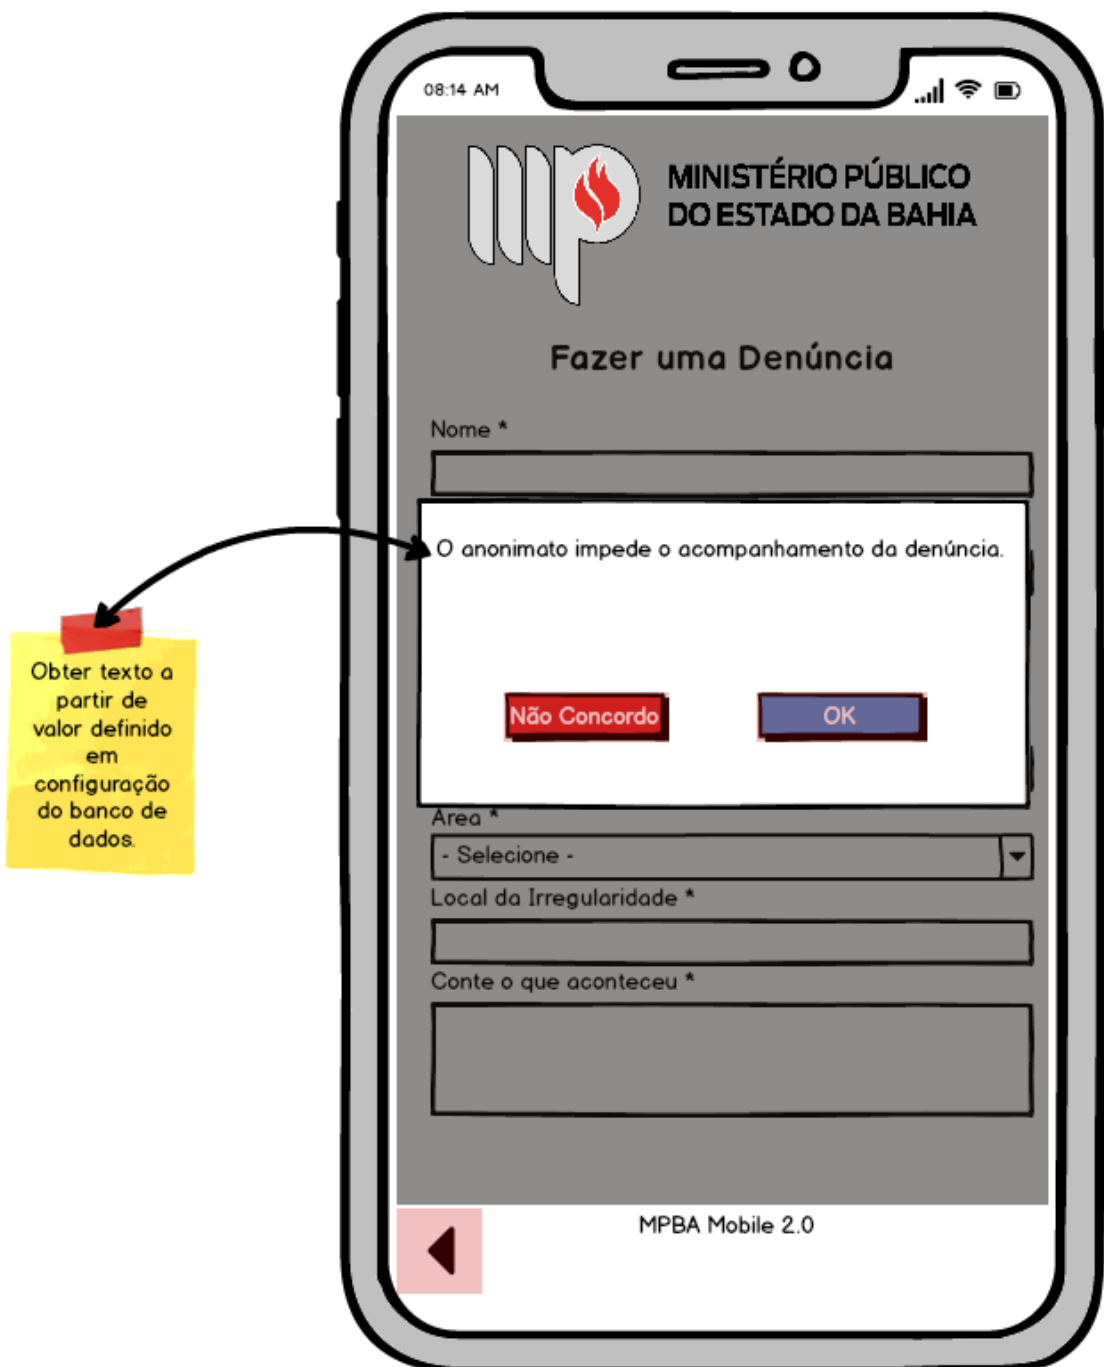 08:14 AM
MINISTÉRIO PÚBLICO
DO ESTADO DA BAHIA
Fazer uma Denúncia
Nome *
O anonimato impede o acompanhamento da denúncia.
Não Concordo
OK
Obter texto a
partir de
valor definido
em
configuração
do banco de
dados.
Área *
- Selecione -
Local da Irregularidade *
Conte o que aconteceu *
MPBA Mobile 2.0